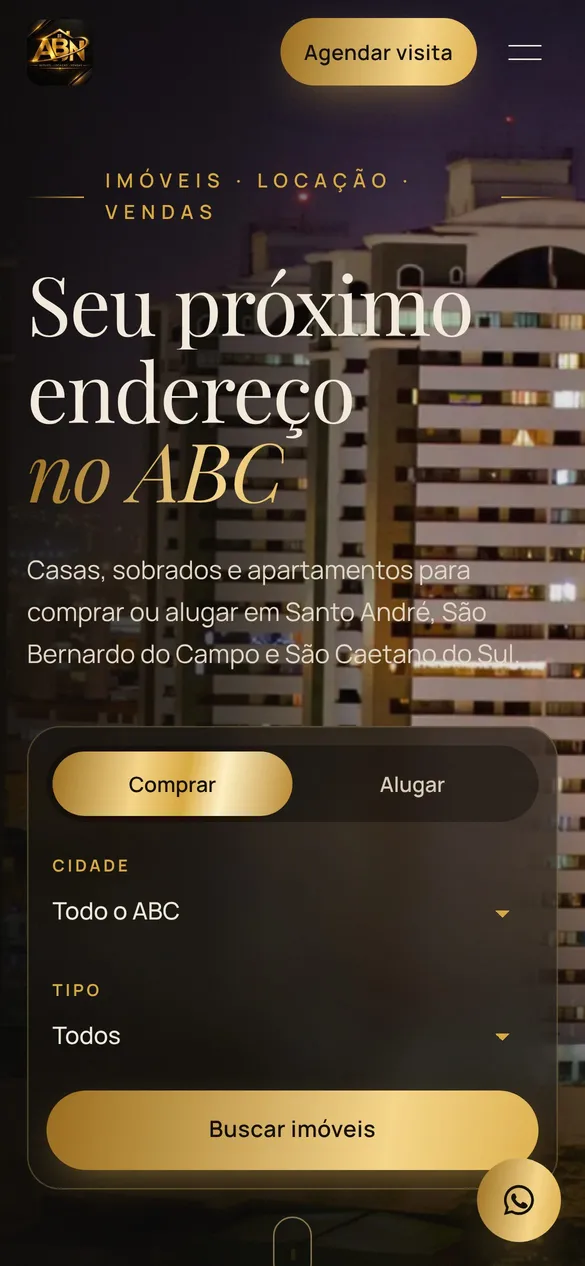 ABN
Agendar visita
IMÓVEIS · LOCAÇÃO ·
VENDAS
Seu próximo
endereço
no ABC
Casas, sobrados e apartamentos para
comprar ou alugar em Santo André, São
Bernardo do Campo e São Caetano do Sul.
Comprar
Alugar
CIDADE
Todo o ABC
TIPO
Todos
Buscar imóveis